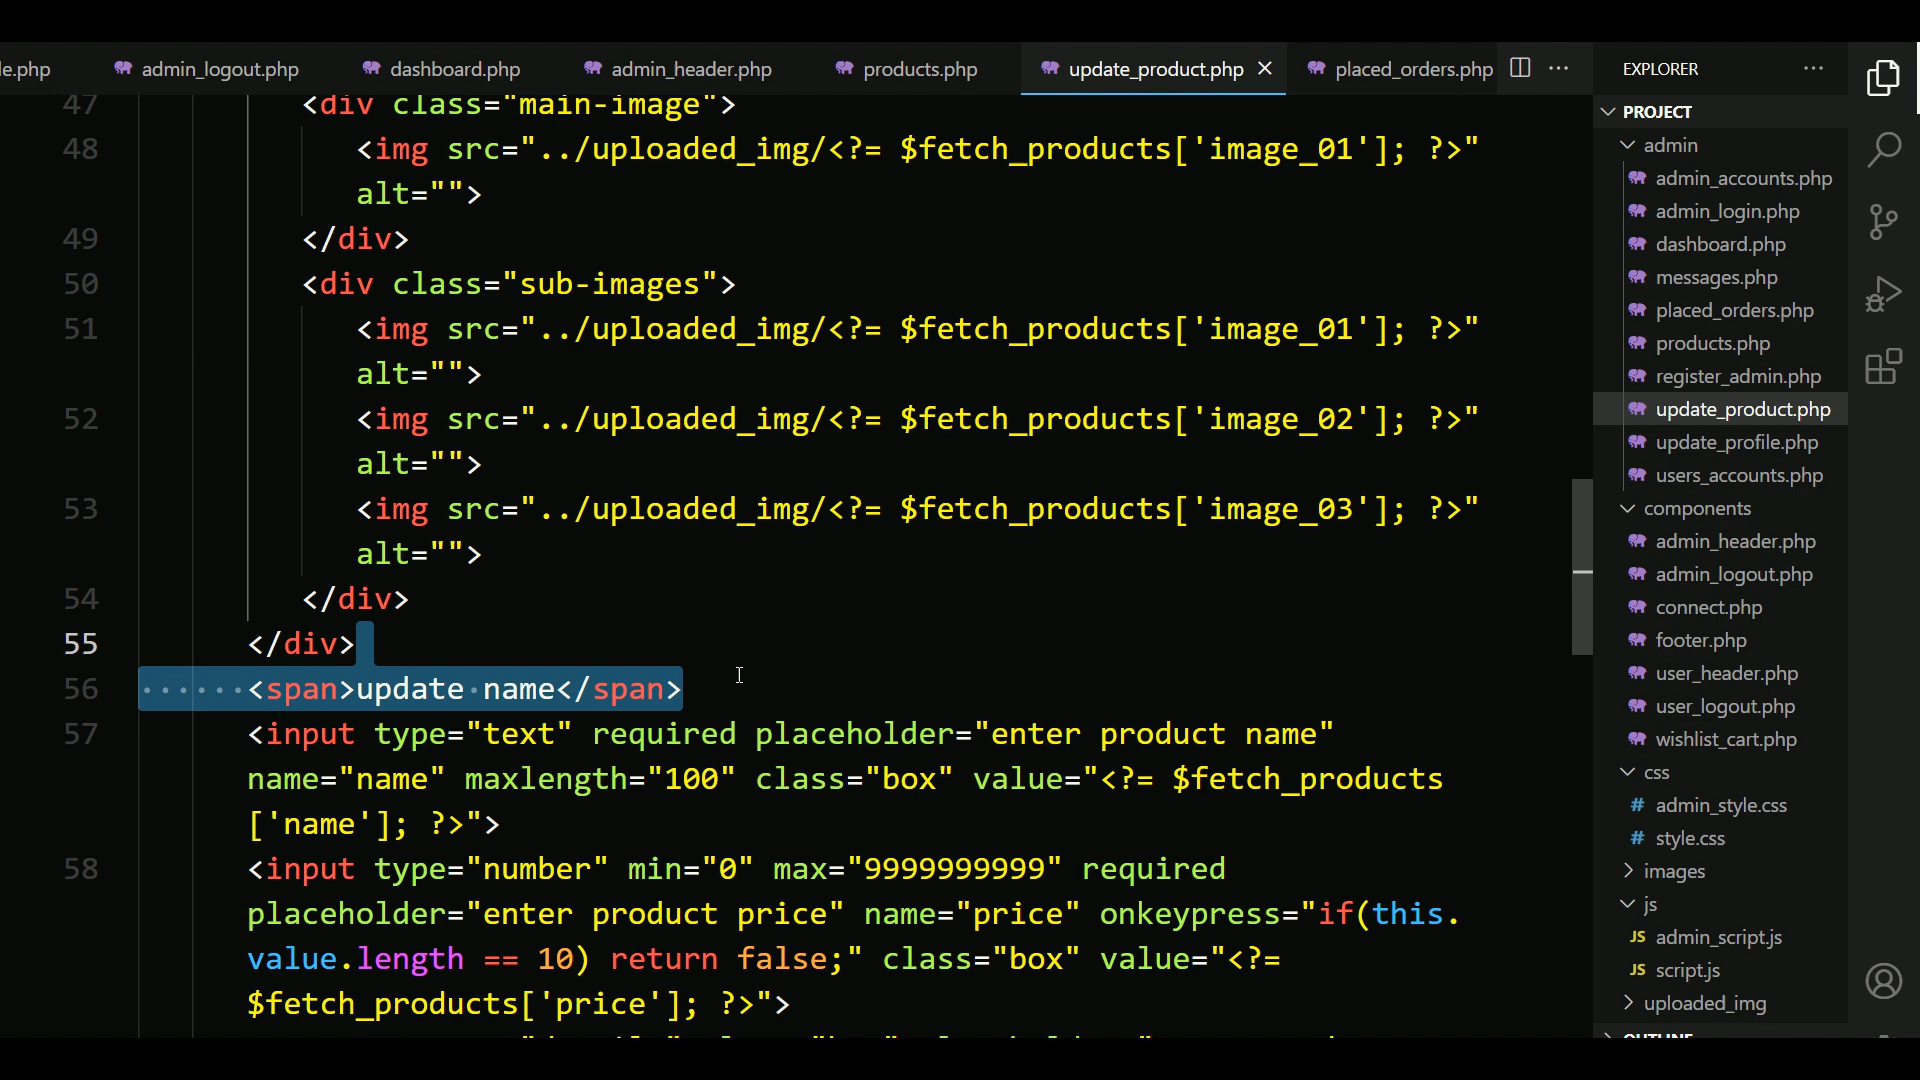 le.php
admin_logout.php
dashboard.php
admin_header.php
products.php
update_product.php
placed_orders.php
47 <div class="main-image">
48 <img src="../uploaded_img/<?= $fetch_products['image_01']; ?>"
alt="">
49 </div>
50 <div class="sub-images">
51 <img src="../uploaded_img/<?= $fetch_products['image_01']; ?>"
alt="">
52 <img src="../uploaded_img/<?= $fetch_products['image_02']; ?>"
alt="">
53 <img src="../uploaded_img/<?= $fetch_products['image_03']; ?>"
alt="">
54 </div>
55 </div>
56 <span>update name</span>
57 <input type="text" required placeholder="enter product name"
name="name" maxlength="100" class="box" value="<?= $fetch_products
['name']; ?>">
58 <input type="number" min="0" max="9999999999" required
placeholder="enter product price" name="price" onkeypress="if(this.
value.length == 10) return false;" class="box" value="<?=
$fetch_products['price']; ?>">
EXPLORER
PROJECT
admin
admin_accounts.php
admin_login.php
dashboard.php
messages.php
placed_orders.php
products.php
register_admin.php
update_product.php
update_profile.php
users_accounts.php
components
admin_header.php
admin_logout.php
connect.php
footer.php
user_header.php
user_logout.php
wishlist_cart.php
css
# admin_style.css
# style.css
images
js
JS admin_script.js
JS script.js
uploaded_img
OUTLINE